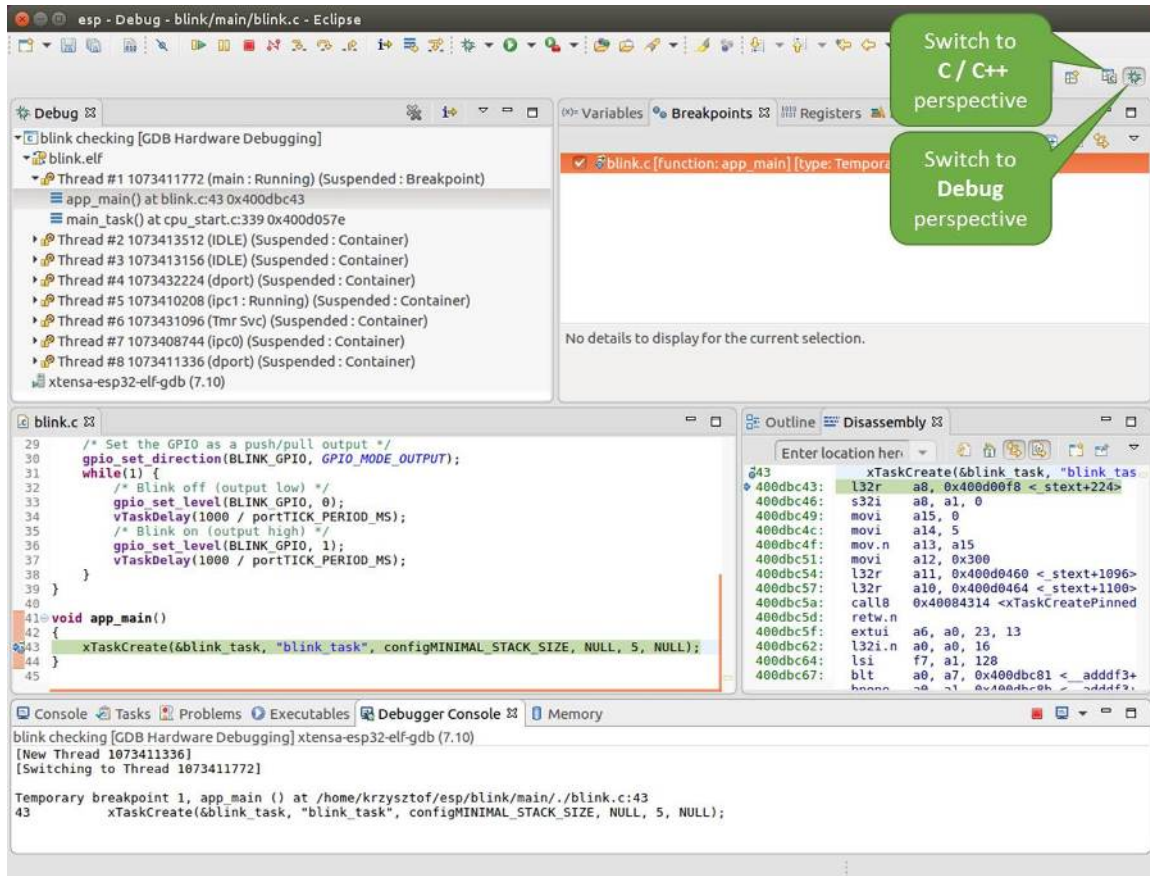 esp - Debug - blink/main/blink.c - Eclipse
Switch to
C / C++
perspective
Switch to
Debug
perspective
Debug
blink checking [GDB Hardware Debugging]
blink.elf
Thread #1 1073411772 (main : Running) (Suspended : Breakpoint)
app_main() at blink.c:43 0x400dbc43
main_task() at cpu_start.c:339 0x400d057e
Thread #2 1073413512 (IDLE) (Suspended : Container)
Thread #3 1073413156 (IDLE) (Suspended : Container)
Thread #4 1073432224 (dport) (Suspended : Container)
Thread #5 1073410208 (ipc1 : Running) (Suspended : Container)
Thread #6 1073431096 (Tmr Svc) (Suspended : Container)
Thread #7 1073408744 (ipc0) (Suspended : Container)
Thread #8 1073411336 (dport) (Suspended : Container)
xtensa-esp32-elf-gdb (7.10)
(x)= Variables Breakpoints Registers
blink.c [function: app_main] [type: Tempora
No details to display for the current selection.
blink.c
29 /* Set the GPIO as a push/pull output */
30 gpio_set_direction(BLINK_GPIO, GPIO_MODE_OUTPUT);
31 while(1) {
32 /* Blink off (output low) */
33 gpio_set_level(BLINK_GPIO, 0);
34 vTaskDelay(1000 / portTICK_PERIOD_MS);
35 /* Blink on (output high) */
36 gpio_set_level(BLINK_GPIO, 1);
37 vTaskDelay(1000 / portTICK_PERIOD_MS);
38 }
39 }
40
41 void app_main()
42 {
43 xTaskCreate(&blink_task, "blink_task", configMINIMAL_STACK_SIZE, NULL, 5, NULL);
44 }
45
Outline Disassembly
Enter location her
43 xTaskCreate(&blink_task, "blink_tas
400dbc43: l32r a8, 0x400d00f8 <_stext+224>
400dbc46: s32i a8, a1, 0
400dbc49: movi a15, 0
400dbc4c: movi a14, 5
400dbc4f: mov.n a13, a15
400dbc51: movi a12, 0x300
400dbc54: l32r a11, 0x400d0460 <_stext+1096>
400dbc57: l32r a10, 0x400d0464 <_stext+1100>
400dbc5a: call8 0x40084314 <xTaskCreatePinned
400dbc5d: retw.n
400dbc5f: extui a6, a0, 23, 13
400dbc62: l32i.n a0, a0, 16
400dbc64: lsi f7, a1, 128
400dbc67: blt a0, a7, 0x400dbc81 <__adddf3+
Console Tasks Problems Executables Debugger Console Memory
blink checking [GDB Hardware Debugging] xtensa-esp32-elf-gdb (7.10)
[New Thread 1073411336]
[Switching to Thread 1073411772]
Temporary breakpoint 1, app_main () at /home/krzysztof/esp/blink/main/./blink.c:43
43 xTaskCreate(&blink_task, "blink_task", configMINIMAL_STACK_SIZE, NULL, 5, NULL);